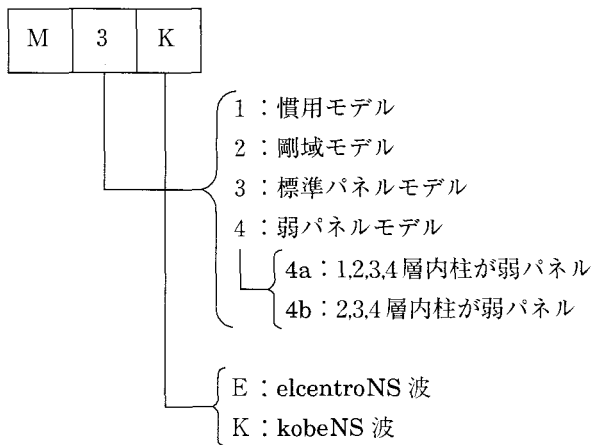 M 3 K
1：慣用モデル
2：剛域モデル
3：標準パネルモデル
4：弱パネルモデル
4a：1,2,3,4 層内柱が弱パネル
4b：2,3,4 層内柱が弱パネル
E：elcentroNS 波
K：kobeNS 波